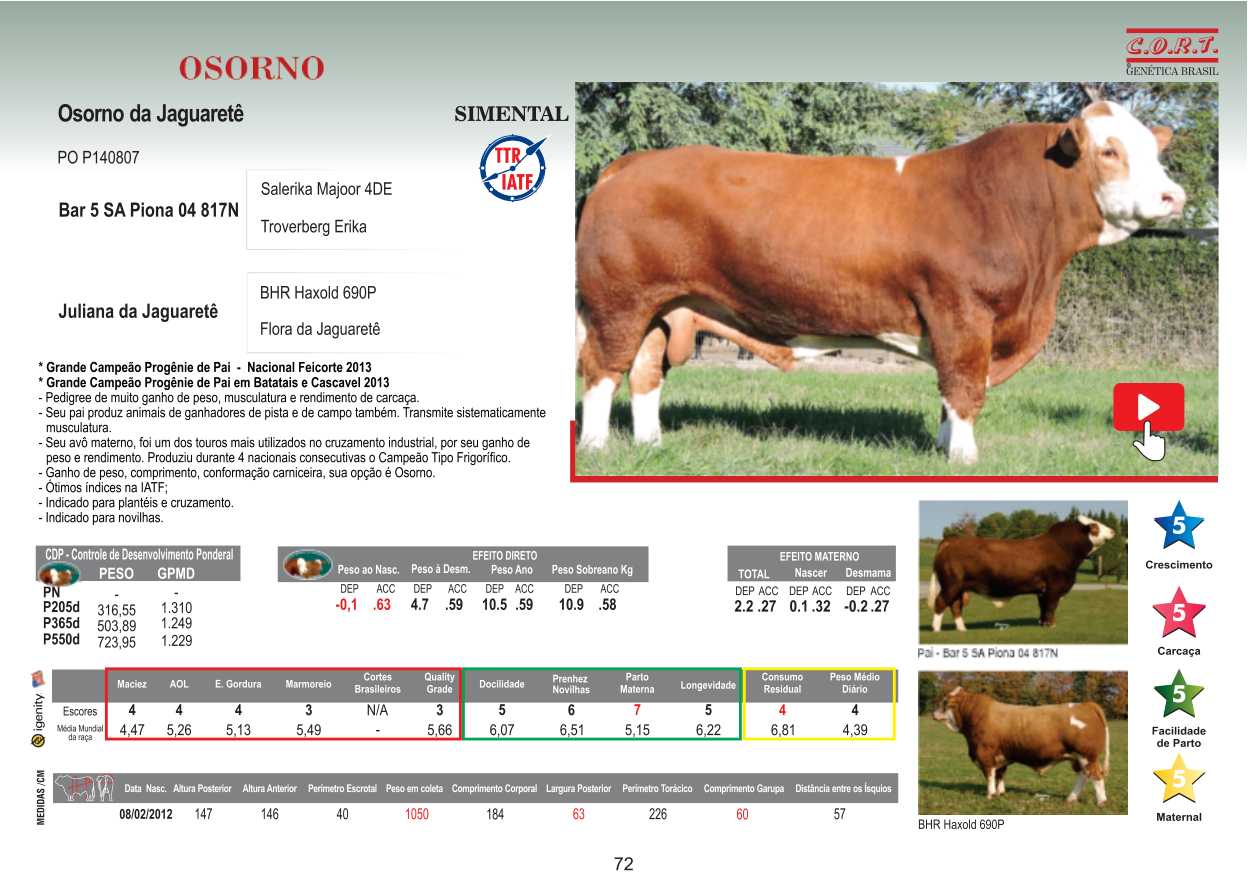 OSORNO
C.O.R.T.
GENÉTICA BRASIL
Osorno da Jaguaretê
SIMENTAL
PO P140807
TTR
IATF
Bar 5 SA Piona 04 817N
Salerika Majoor 4DE
Troverberg Erika
Juliana da Jaguaretê
BHR Haxold 690P
Flora da Jaguaretê
* Grande Campeão Progênie de Pai - Nacional Feicorte 2013
* Grande Campeão Progênie de Pai em Batatais e Cascavel 2013
- Pedigree de muito ganho de peso, musculatura e rendimento de carcaça.
- Seu pai produz animais de ganhadores de pista e de campo também. Transmite sistematicamente
musculatura.
- Seu avô materno, foi um dos touros mais utilizados no cruzamento industrial, por seu ganho de
peso e rendimento. Produziu durante 4 nacionais consecutivas o Campeão Tipo Frigorífico.
- Ganho de peso, comprimento, conformação carniceira, sua opção é Osorno.
- Ótimos índices na IATF;
- Indicado para plantéis e cruzamento.
- Indicado para novilhas.
CDP - Controle de Desenvolvimento Ponderal
PESO GPMD
PN - -
P205d 316,55 1.310
P365d 503,89 1.249
P550d 723,95 1.229
EFEITO DIRETO
Peso ao Nasc. Peso à Desm. Peso Ano Peso Sobreano Kg
DEP ACC DEP ACC DEP ACC DEP ACC
-0,1 .63 4.7 .59 10.5 .59 10.9 .58
EFEITO MATERNO
TOTAL Nascer Desmama
DEP ACC DEP ACC DEP ACC
2.2 .27 0.1 .32 -0.2 .27
Pai - Bar 5 SA Piona 04 817N
BHR Haxold 690P
5
Crescimento
5
Carcaça
5
Facilidade
de Parto
5
Maternal
igenity
Maciez AOL E. Gordura Marmoreio Cortes Brasileiros Quality Grade Docilidade Prenhez Novilhas Parto Materna Longevidade Consumo Residual Peso Médio Diário
Escores 4 4 4 3 N/A 3 5 6 7 5 4 4
Média Mundial da raça 4,47 5,26 5,13 5,49 - 5,66 6,07 6,51 5,15 6,22 6,81 4,39
MEDIDAS /CM
Data Nasc. Altura Posterior Altura Anterior Perímetro Escrotal Peso em coleta Comprimento Corporal Largura Posterior Perímetro Torácico Comprimento Garupa Distância entre os Ísquios
08/02/2012 147 146 40 1050 184 63 226 60 57
72